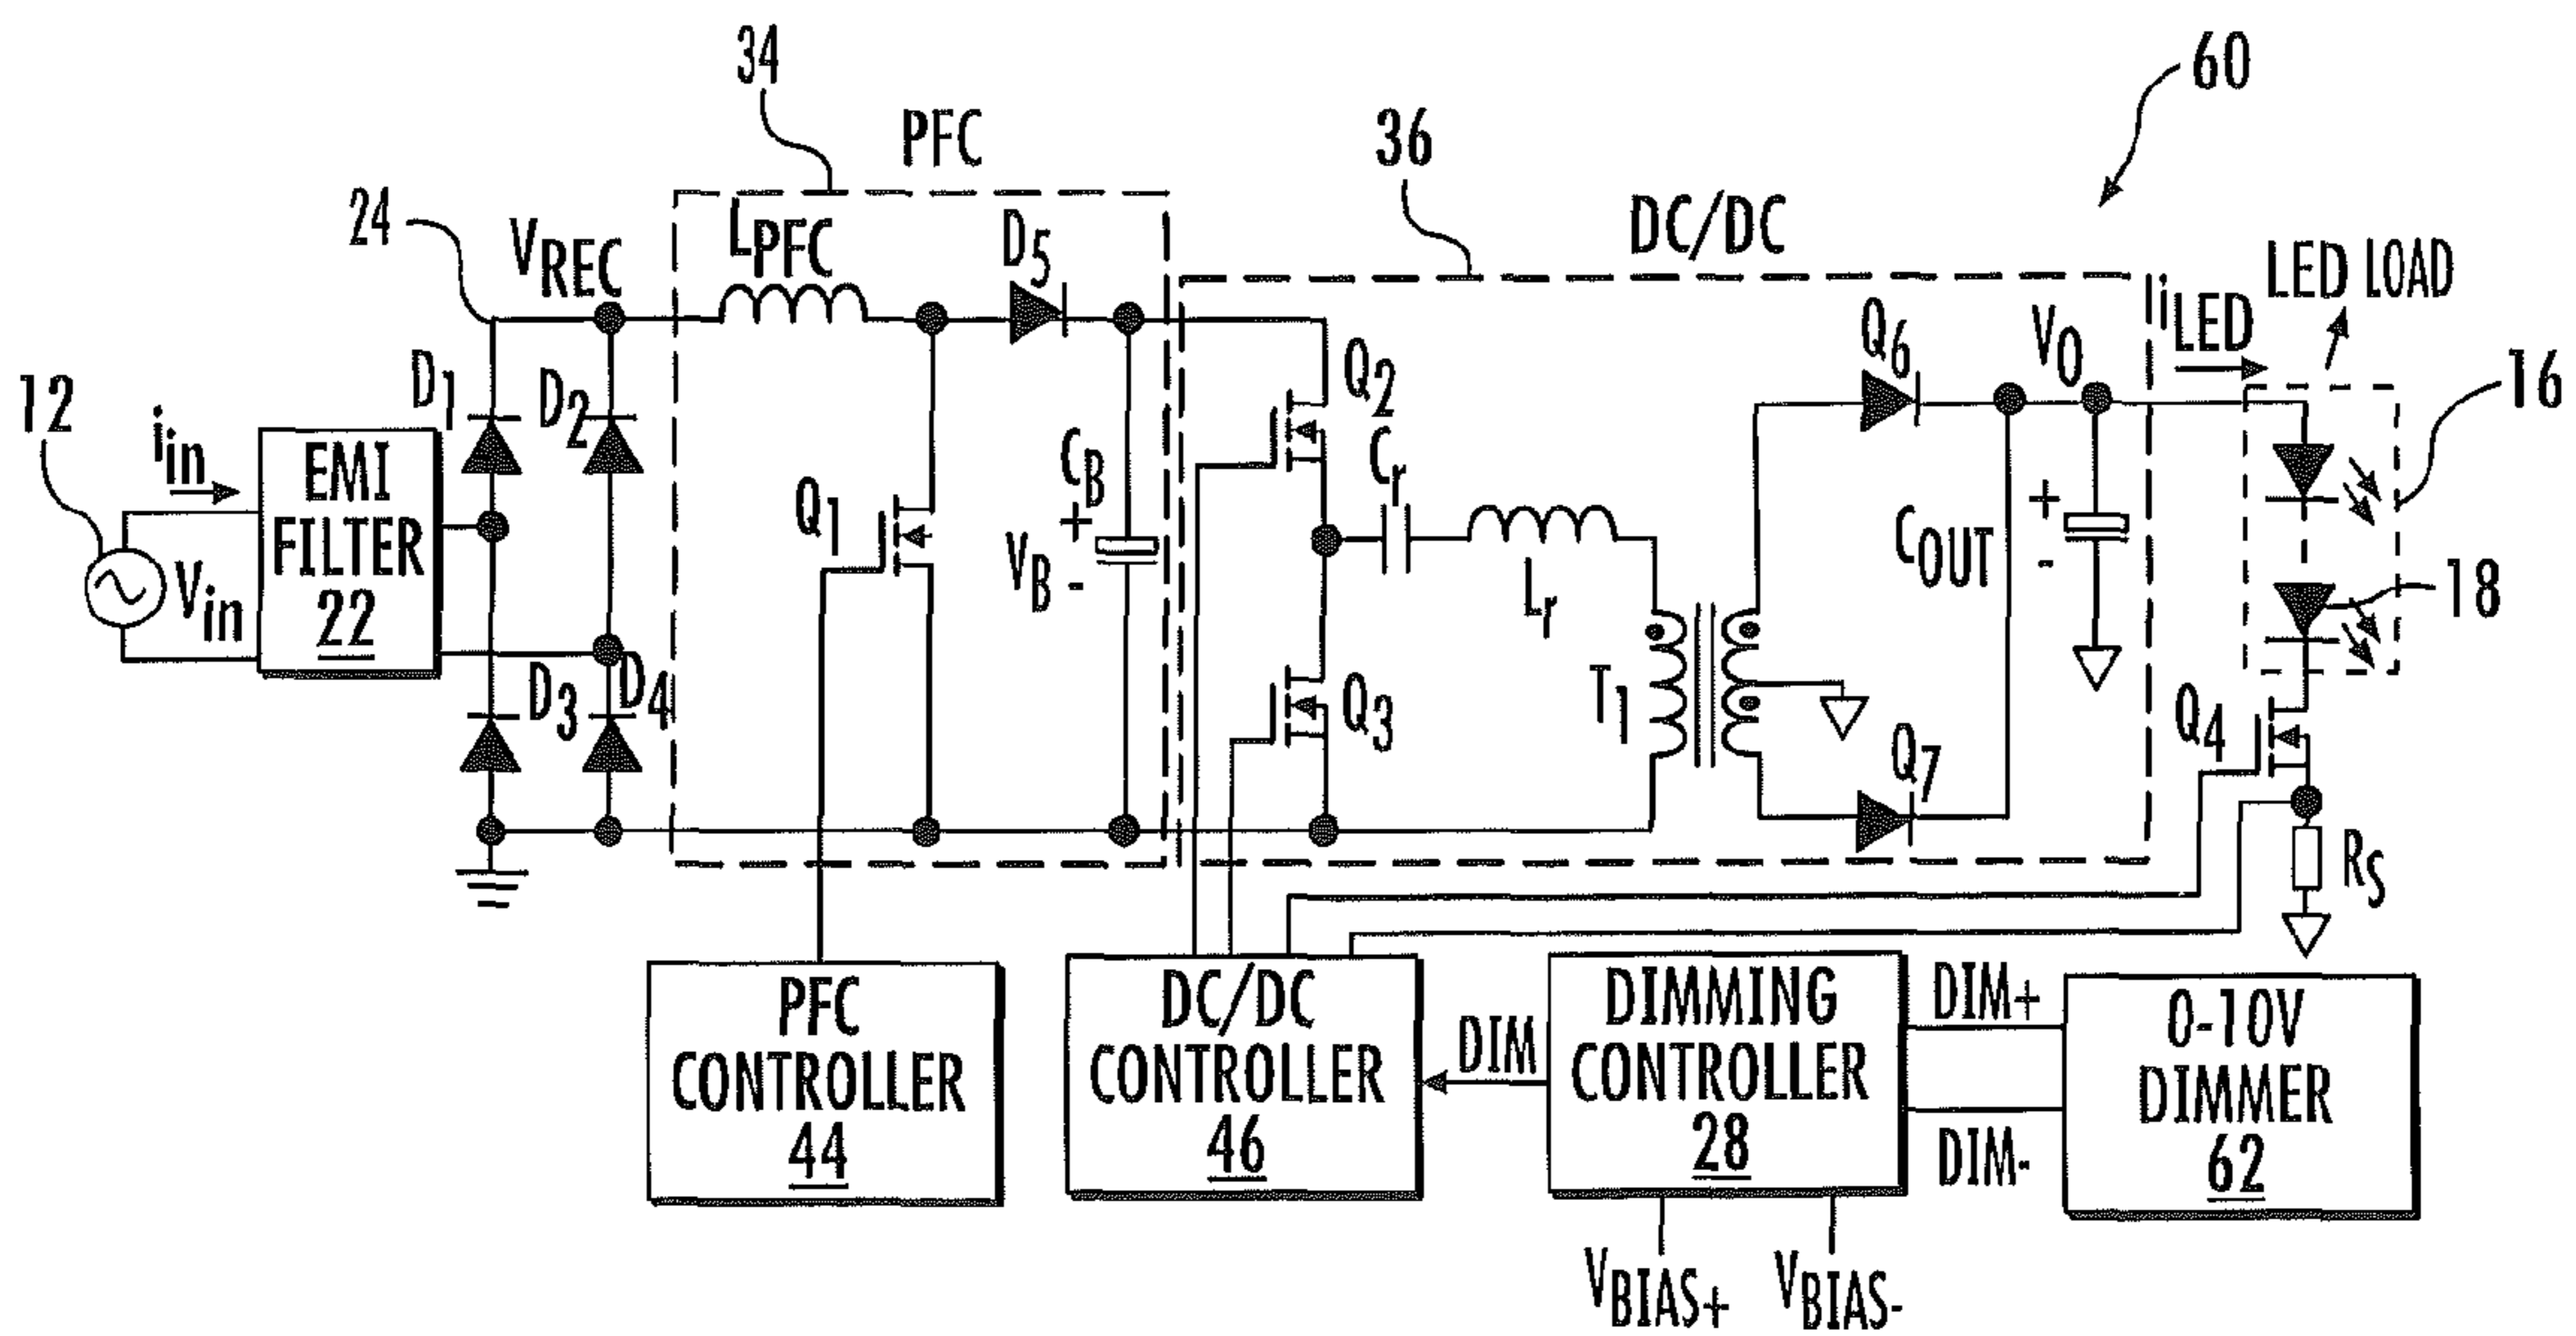 34
PFC
60
36
DC/DC
24
VREC
LPFC
D5
iLED
LED LOAD
12
iin
EMI
FILTER
22
Vin
D1
D2
D3
D4
Q1
CB
+
VB
-
Q2
Cr
Lr
Q3
T1
Q6
VO
COUT
+
-
Q7
16
18
Q4
RS
PFC
CONTROLLER
44
DC/DC
CONTROLLER
46
DIM
DIMMING
CONTROLLER
28
DIM+
DIM-
0-10V
DIMMER
62
VBIAS+
VBIAS-